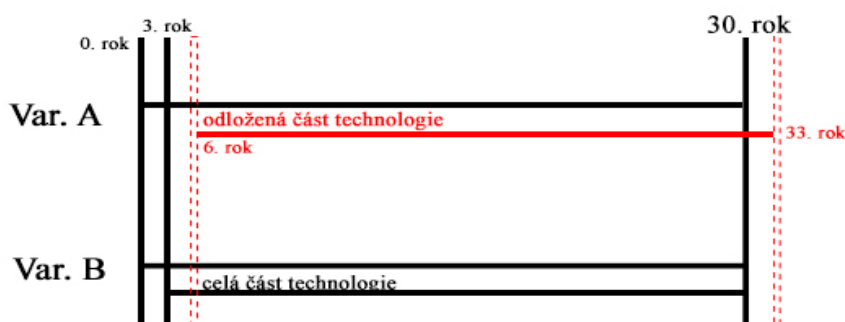 3. rok
30. rok
0. rok
Var. A
odložená část technologie
33. rok
6. rok
Var. B
celá část technologie